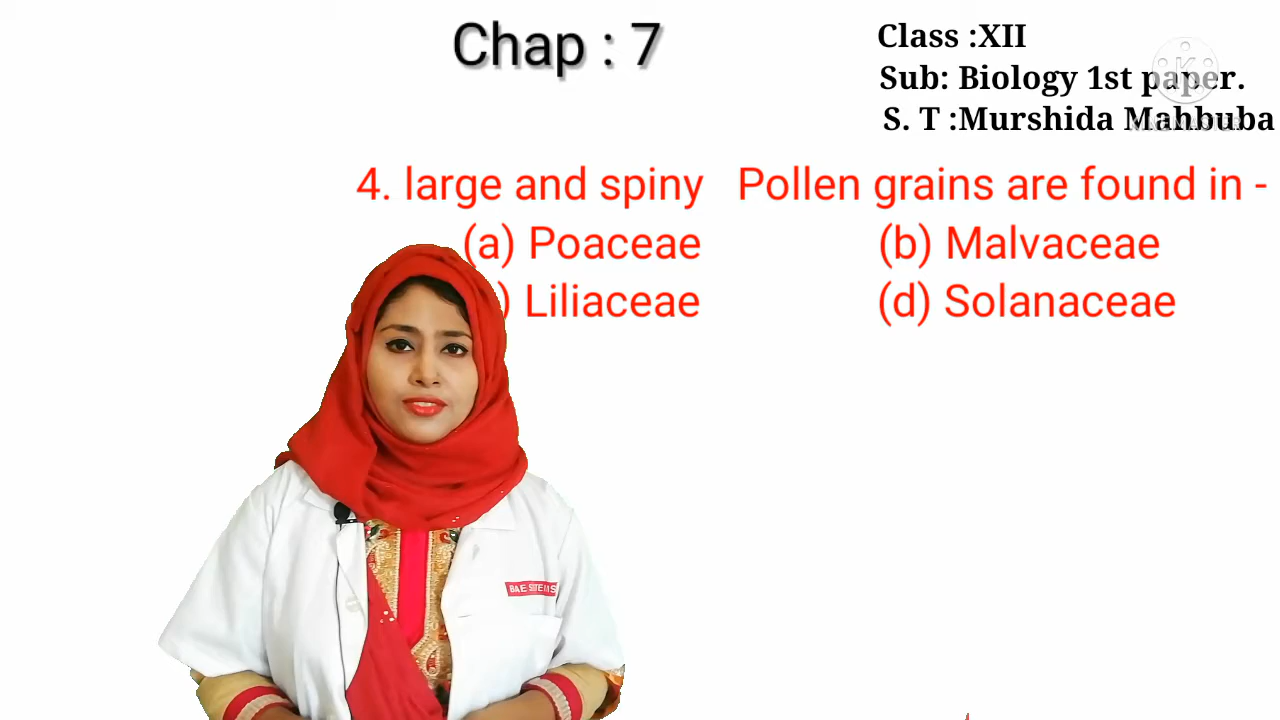 Chap : 7
Class :XII
Sub: Biology 1st paper.
S. T :Murshida Mahbuba
4. large and spiny Pollen grains are found in -
(a) Poaceae (b) Malvaceae
) Liliaceae (d) Solanaceae